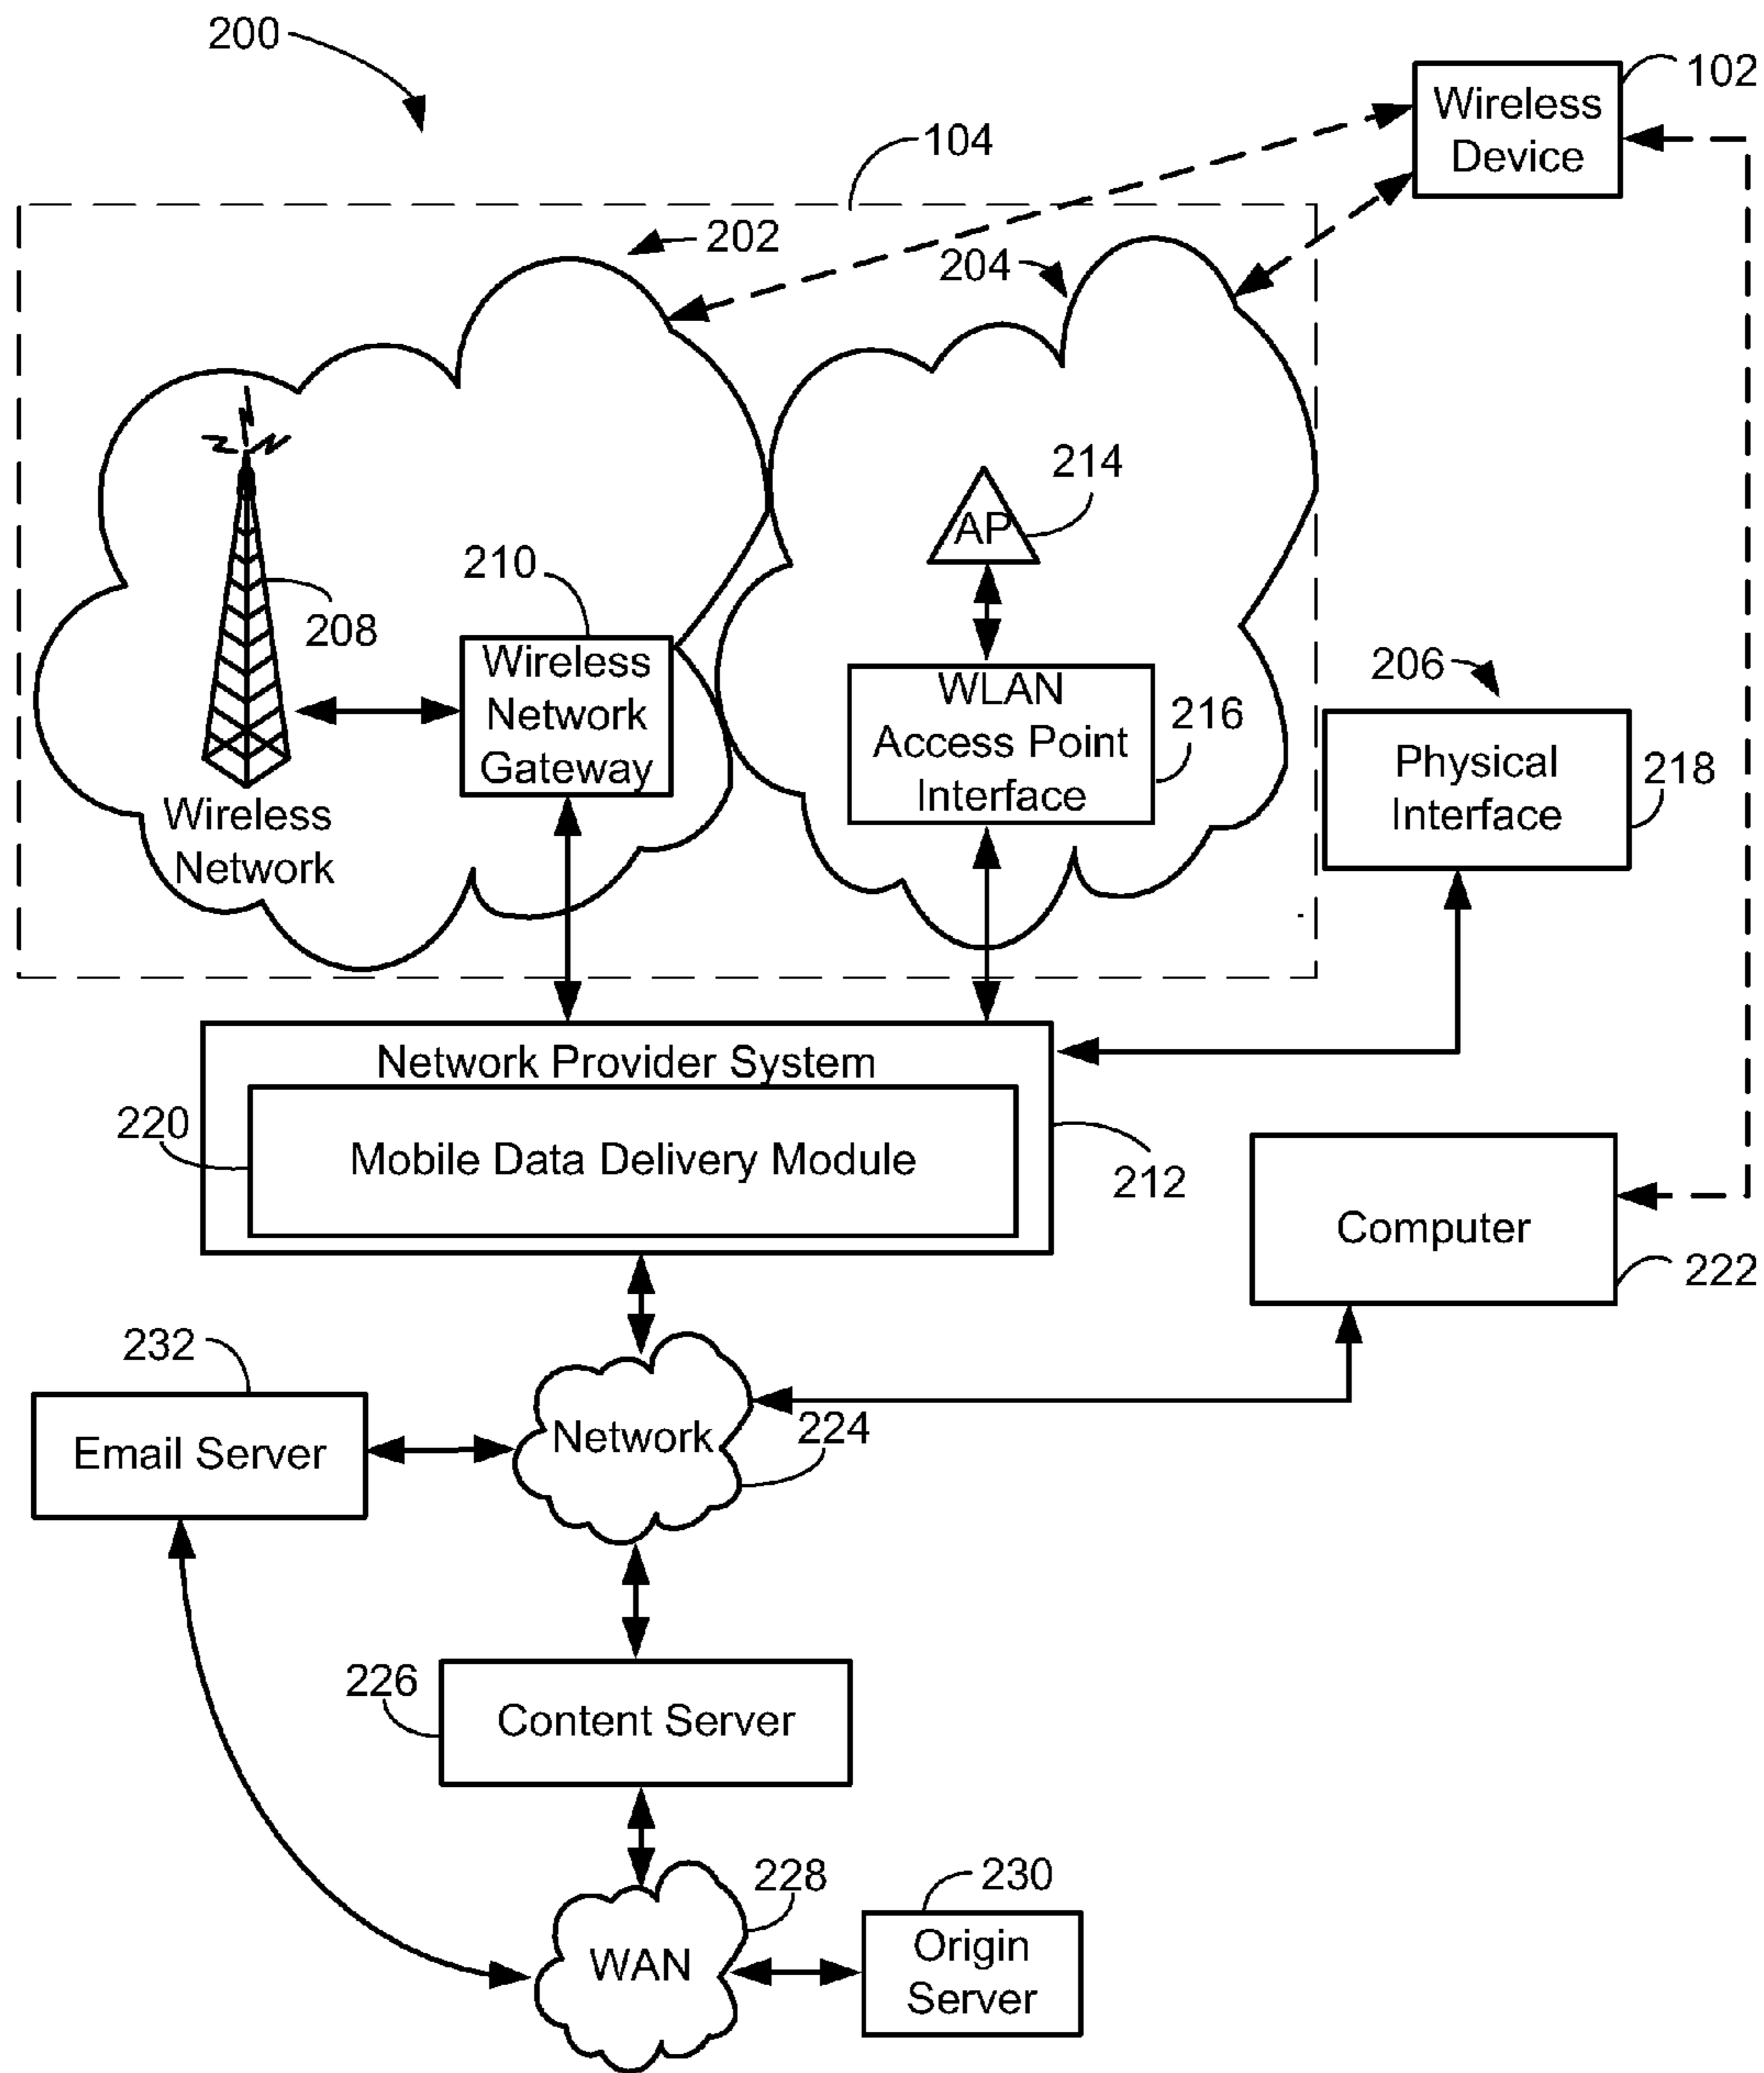 200
102
Wireless
Device
104
202
204
214
AP
210
208
Wireless
Network
Gateway
WLAN
Access Point
Interface
216
206
Physical
Interface
218
Wireless
Network
Network Provider System
220
Mobile Data Delivery Module
212
Computer
222
232
Email Server
Network
224
226
Content Server
228
WAN
230
Origin
Server